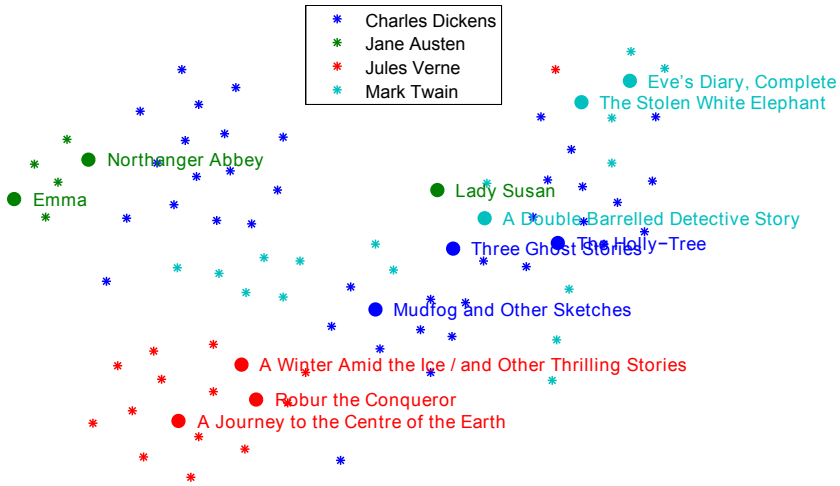 Charles Dickens
Jane Austen
Jules Verne
Mark Twain
Eve's Diary, Complete
The Stolen White Elephant
Northanger Abbey
Emma
Lady Susan
A Double Barrelled Detective Story
Three Ghost Stories
The Holly−Tree
Mudfog and Other Sketches
A Winter Amid the Ice / and Other Thrilling Stories
Robur the Conqueror
A Journey to the Centre of the Earth